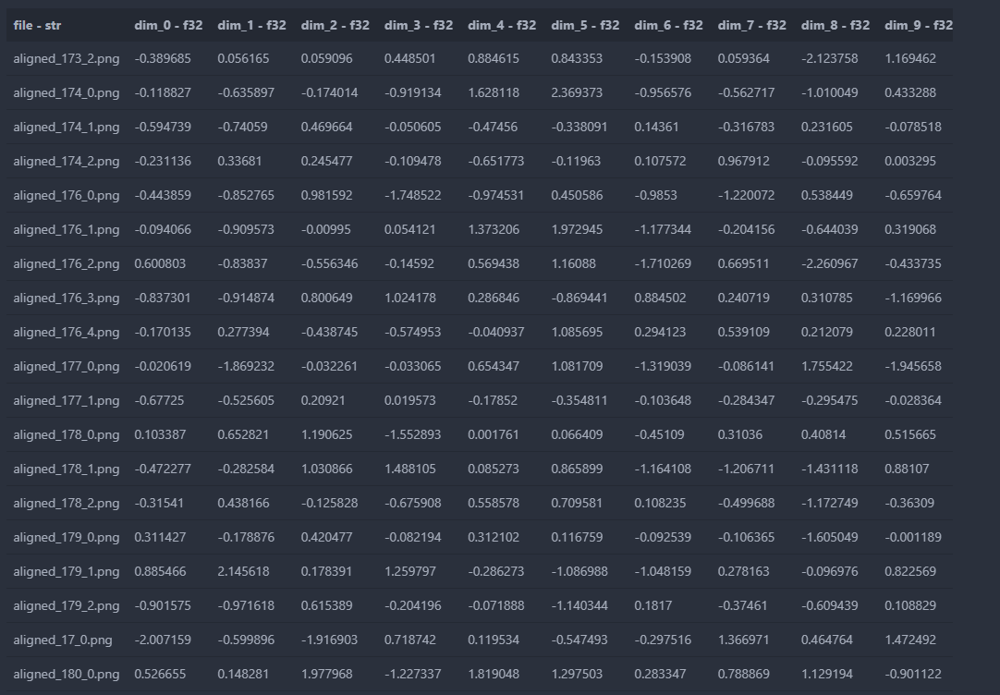 file - str dim_0 - f32 dim_1 - f32 dim_2 - f32 dim_3 - f32 dim_4 - f32 dim_5 - f32 dim_6 - f32 dim_7 - f32 dim_8 - f32 dim_9 - f32
aligned_173_2.png -0.389685 0.056165 0.059096 0.448501 0.884615 0.843353 -0.153908 0.059364 -2.123758 1.169462
aligned_174_0.png -0.118827 -0.635897 -0.174014 -0.919134 1.628118 2.369373 -0.956576 -0.562717 -1.010049 0.433288
aligned_174_1.png -0.594739 -0.74059 0.469664 -0.050605 -0.47456 -0.338091 0.14361 -0.316783 0.231605 -0.078518
aligned_174_2.png -0.231136 0.33681 0.245477 -0.109478 -0.651773 -0.11963 0.107572 0.967912 -0.095592 0.003295
aligned_176_0.png -0.443859 -0.852765 0.981592 -1.748522 -0.974531 0.450586 -0.9853 -1.220072 0.538449 -0.659764
aligned_176_1.png -0.094066 -0.909573 -0.00995 0.054121 1.373206 1.972945 -1.177344 -0.204156 -0.644039 0.319068
aligned_176_2.png 0.600803 -0.83837 -0.556346 -0.14592 0.569438 1.16088 -1.710269 0.669511 -2.260967 -0.433735
aligned_176_3.png -0.837301 -0.914874 0.800649 1.024178 0.286846 -0.869441 0.884502 0.240719 0.310785 -1.169966
aligned_176_4.png -0.170135 0.277394 -0.438745 -0.574953 -0.040937 1.085695 0.294123 0.539109 0.212079 0.228011
aligned_177_0.png -0.020619 -1.869232 -0.032261 -0.033065 0.654347 1.081709 -1.319039 -0.086141 1.755422 -1.945658
aligned_177_1.png -0.67725 -0.525605 0.20921 0.019573 -0.17852 -0.354811 -0.103648 -0.284347 -0.295475 -0.028364
aligned_178_0.png 0.103387 0.652821 1.190625 -1.552893 0.001761 0.066409 -0.45109 0.31036 0.40814 0.515665
aligned_178_1.png -0.472277 -0.282584 1.030866 1.488105 0.085273 0.865899 -1.164108 -1.206711 -1.431118 0.88107
aligned_178_2.png -0.31541 0.438166 -0.125828 -0.675908 0.558578 0.709581 0.108235 -0.499688 -1.172749 -0.36309
aligned_179_0.png 0.311427 -0.178876 0.420477 -0.082194 0.312102 0.116759 -0.092539 -0.106365 -1.605049 -0.001189
aligned_179_1.png 0.885466 2.145618 0.178391 1.259797 -0.286273 -1.086988 -1.048159 0.278163 -0.096976 0.822569
aligned_179_2.png -0.901575 -0.971618 0.615389 -0.204196 -0.071888 -1.140344 0.1817 -0.37461 -0.609439 0.108829
aligned_17_0.png -2.007159 -0.599896 -1.916903 0.718742 0.119534 -0.547493 -0.297516 1.366971 0.464764 1.472492
aligned_180_0.png 0.526655 0.148281 1.977968 -1.227337 1.819048 1.297503 0.283347 0.788869 1.129194 -0.901122